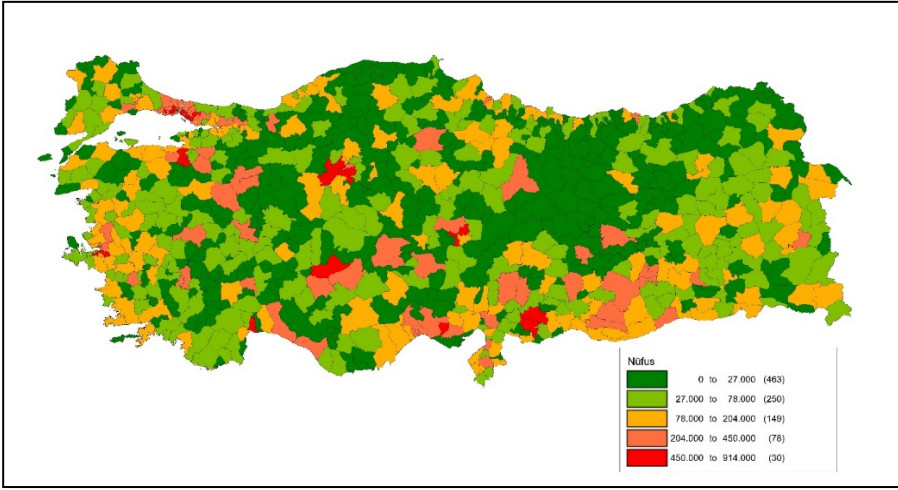 Nüfus
0 to 27.000 (463)
27.000 to 78.000 (250)
78.000 to 204.000 (149)
204.000 to 450.000 (78)
450.000 to 914.000 (30)